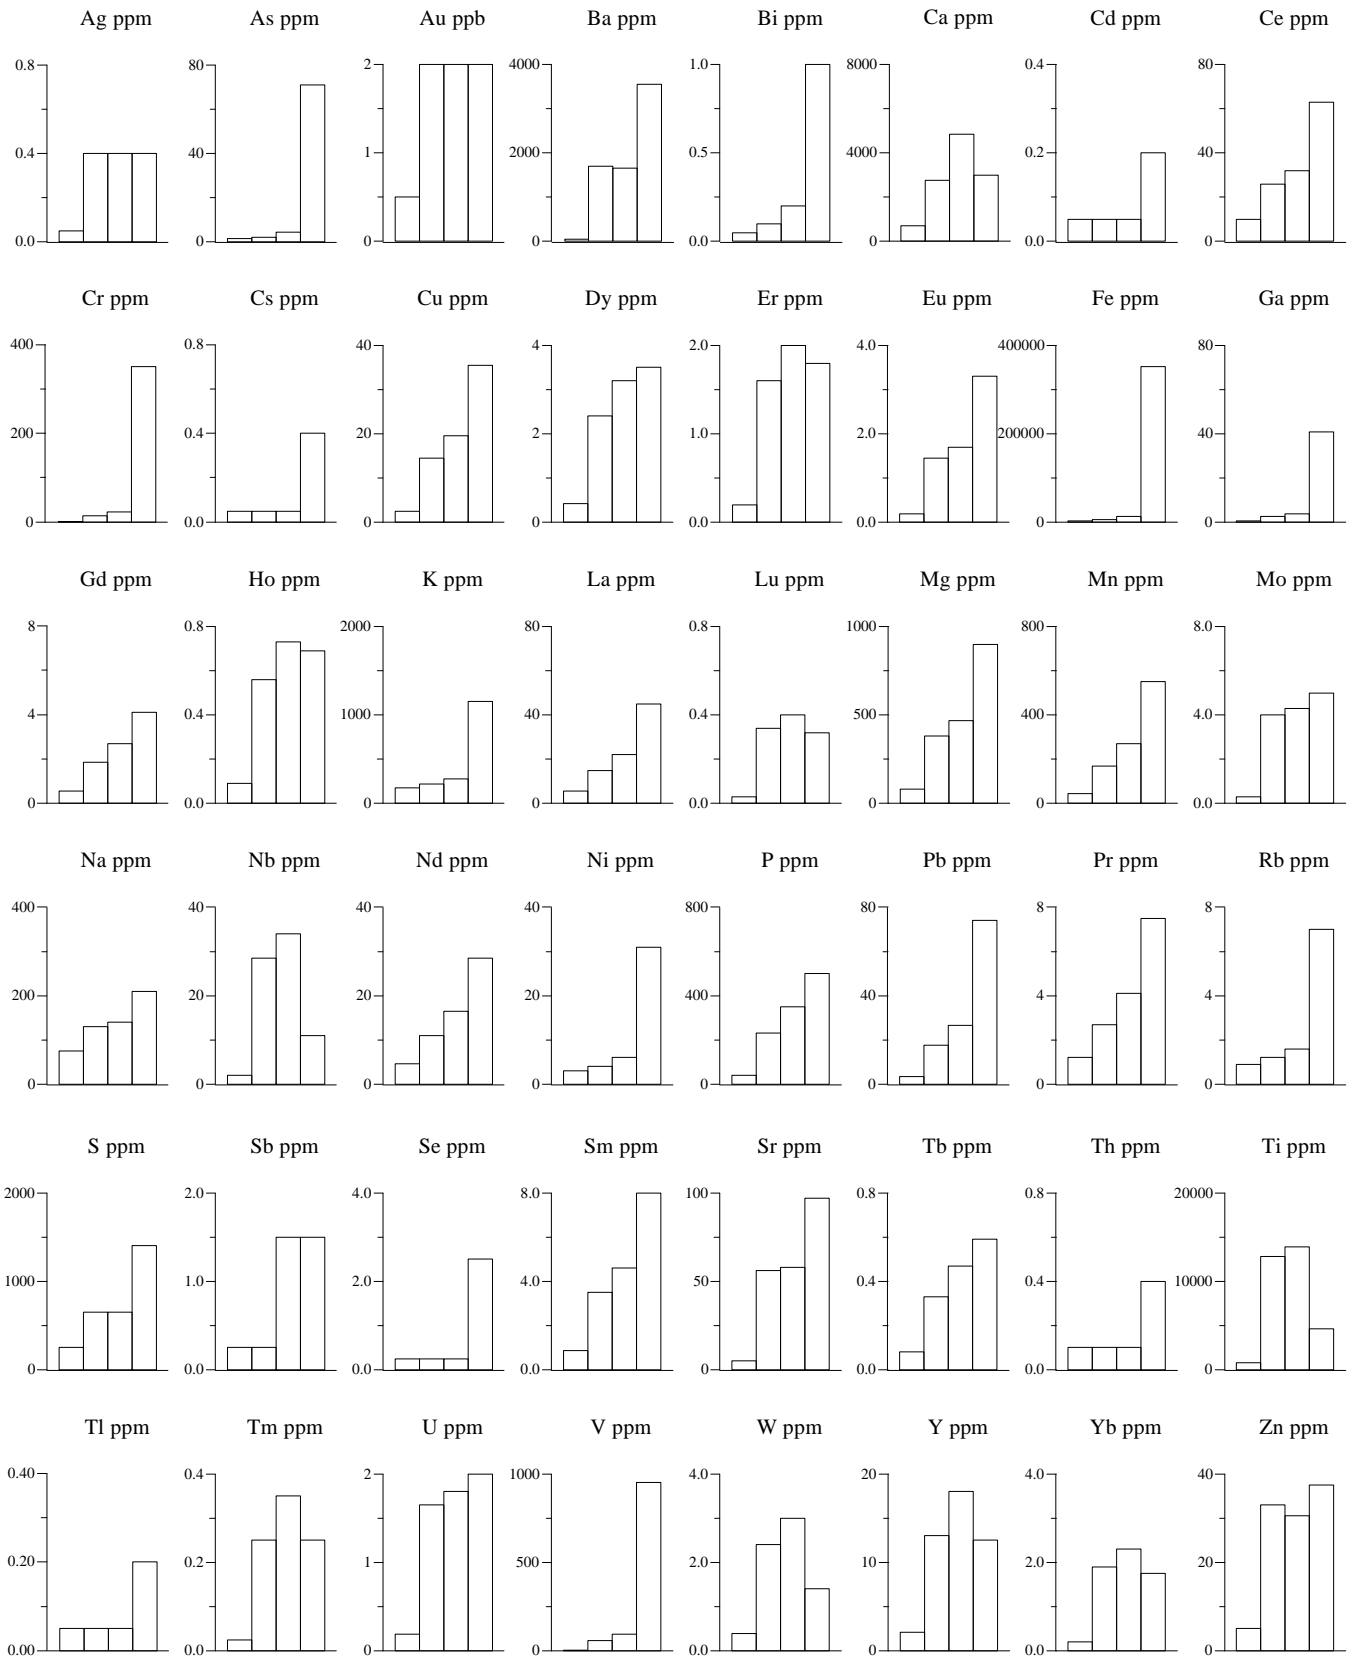 Ag ppm As ppm Au ppb Ba ppm Bi ppm Ca ppm Cd ppm Ce ppm
0.8 80 2 4000 1.0 8000 0.4 80
0.4 40 1 2000 0.5 4000 0.2 40
0.0 0 0 0 0.0 0 0.0 0
Cr ppm Cs ppm Cu ppm Dy ppm Er ppm Eu ppm Fe ppm Ga ppm
400 0.8 40 4 2.0 4.0 400000 80
200 0.4 20 2 1.0 2.0 200000 40
0 0.0 0 0 0.0 0.0 0 0
Gd ppm Ho ppm K ppm La ppm Lu ppm Mg ppm Mn ppm Mo ppm
8 0.8 2000 80 0.8 1000 800 8.0
4 0.4 1000 40 0.4 500 400 4.0
0 0.0 0 0 0.0 0 0 0.0
Na ppm Nb ppm Nd ppm Ni ppm P ppm Pb ppm Pr ppm Rb ppm
400 40 40 40 800 80 8 8
200 20 20 20 400 40 4 4
0 0 0 0 0 0 0 0
S ppm Sb ppm Se ppm Sm ppm Sr ppm Tb ppm Th ppm Ti ppm
2000 2.0 4.0 8.0 100 0.8 0.8 20000
1000 1.0 2.0 4.0 50 0.4 0.4 10000
0 0.0 0.0 0.0 0 0.0 0.0 0
Tl ppm Tm ppm U ppm V ppm W ppm Y ppm Yb ppm Zn ppm
0.40 0.4 2 1000 4.0 20 4.0 40
0.20 0.2 1 500 2.0 10 2.0 20
0.00 0.0 0 0 0.0 0 0.0 0